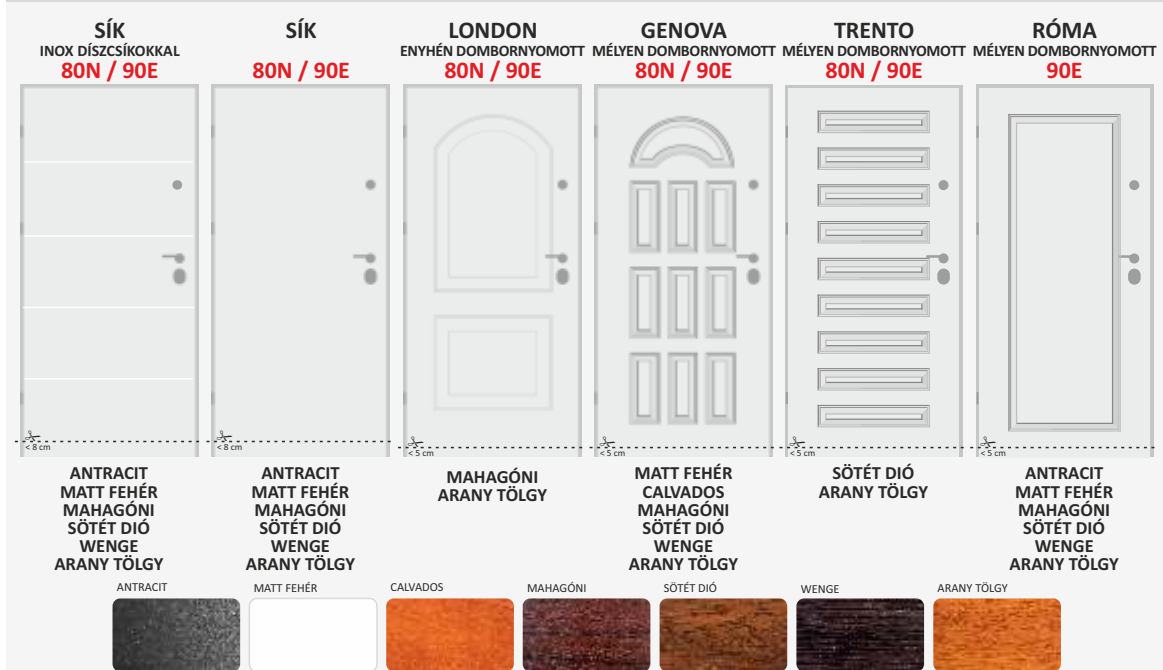 SÍK
INOX DÍSZCSÍKOKKAL
80N / 90E
SÍK
80N / 90E
LONDON
ENYHÉN DOMBORNYOMOTT
80N / 90E
GENOVA
MÉLYEN DOMBORNYOMOTT
80N / 90E
TRENTO
MÉLYEN DOMBORNYOMOTT
80N / 90E
RÓMA
MÉLYEN DOMBORNYOMOTT
90E
< 8 cm
< 8 cm
< 5 cm
< 5 cm
< 5 cm
< 5 cm
ANTRACIT
MATT FEHÉR
MAHAGÓNI
SÖTÉT DIÓ
WENGE
ARANY TÖLGY
ANTRACIT
MATT FEHÉR
MAHAGÓNI
SÖTÉT DIÓ
WENGE
ARANY TÖLGY
MAHAGÓNI
ARANY TÖLGY
MATT FEHÉR
CALVADOS
MAHAGÓNI
SÖTÉT DIÓ
WENGE
ARANY TÖLGY
SÖTÉT DIÓ
ARANY TÖLGY
ANTRACIT
MATT FEHÉR
MAHAGÓNI
SÖTÉT DIÓ
WENGE
ARANY TÖLGY
ANTRACIT
MATT FEHÉR
CALVADOS
MAHAGÓNI
SÖTÉT DIÓ
WENGE
ARANY TÖLGY